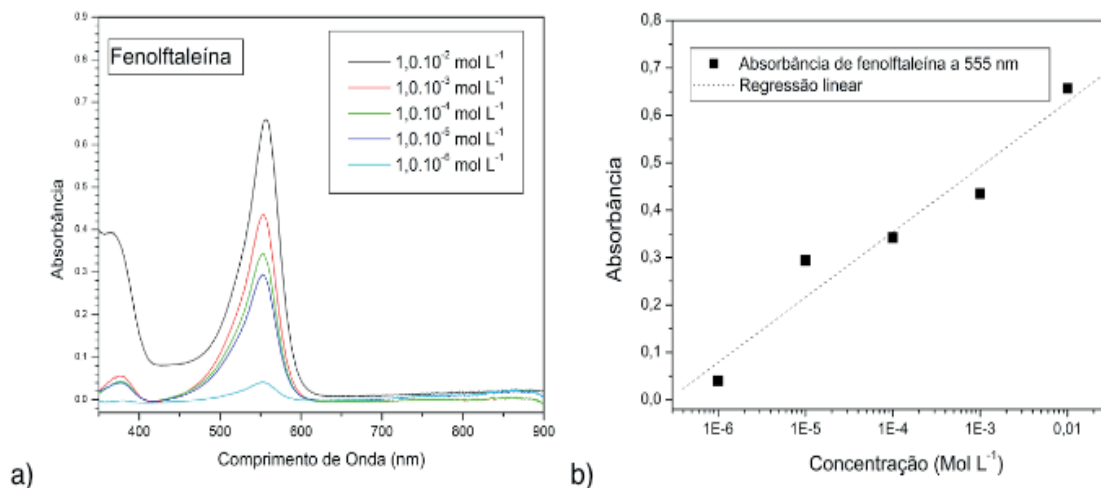 Fenolftaleína
1,0.10⁻² mol L⁻¹
1,0.10⁻³ mol L⁻¹
1,0.10⁻⁴ mol L⁻¹
1,0.10⁻⁵ mol L⁻¹
1,0.10⁻⁶ mol L⁻¹
Absorbância
0.9
0.8
0.7
0.6
0.5
0.4
0.3
0.2
0.1
0.0
400 500 600 700 800 900
Comprimento de Onda (nm)
a)
Absorbância de fenolftaleína a 555 nm
Regressão linear
Absorbância
0,8
0,7
0,6
0,5
0,4
0,3
0,2
0,1
0,0
1E-6 1E-5 1E-4 1E-3 0,01
Concentração (Mol L⁻¹)
b)